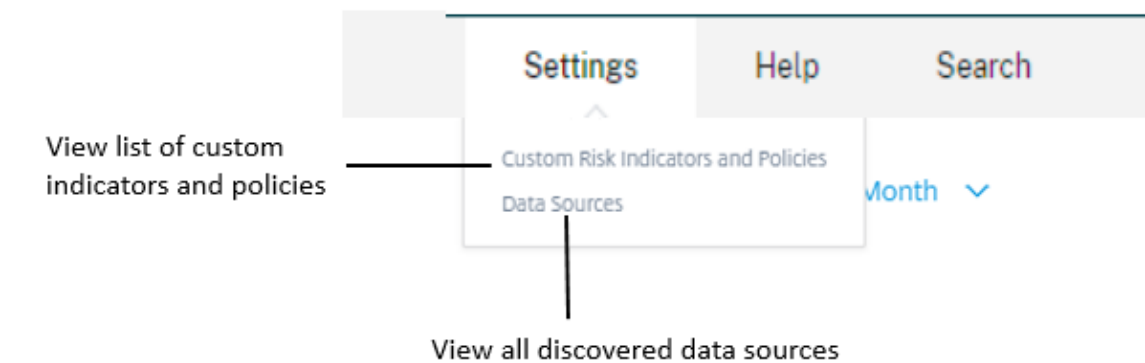 Settings Help Search
View list of custom
indicators and policies
Custom Risk Indicators and Policies
Data Sources
Month
View all discovered data sources